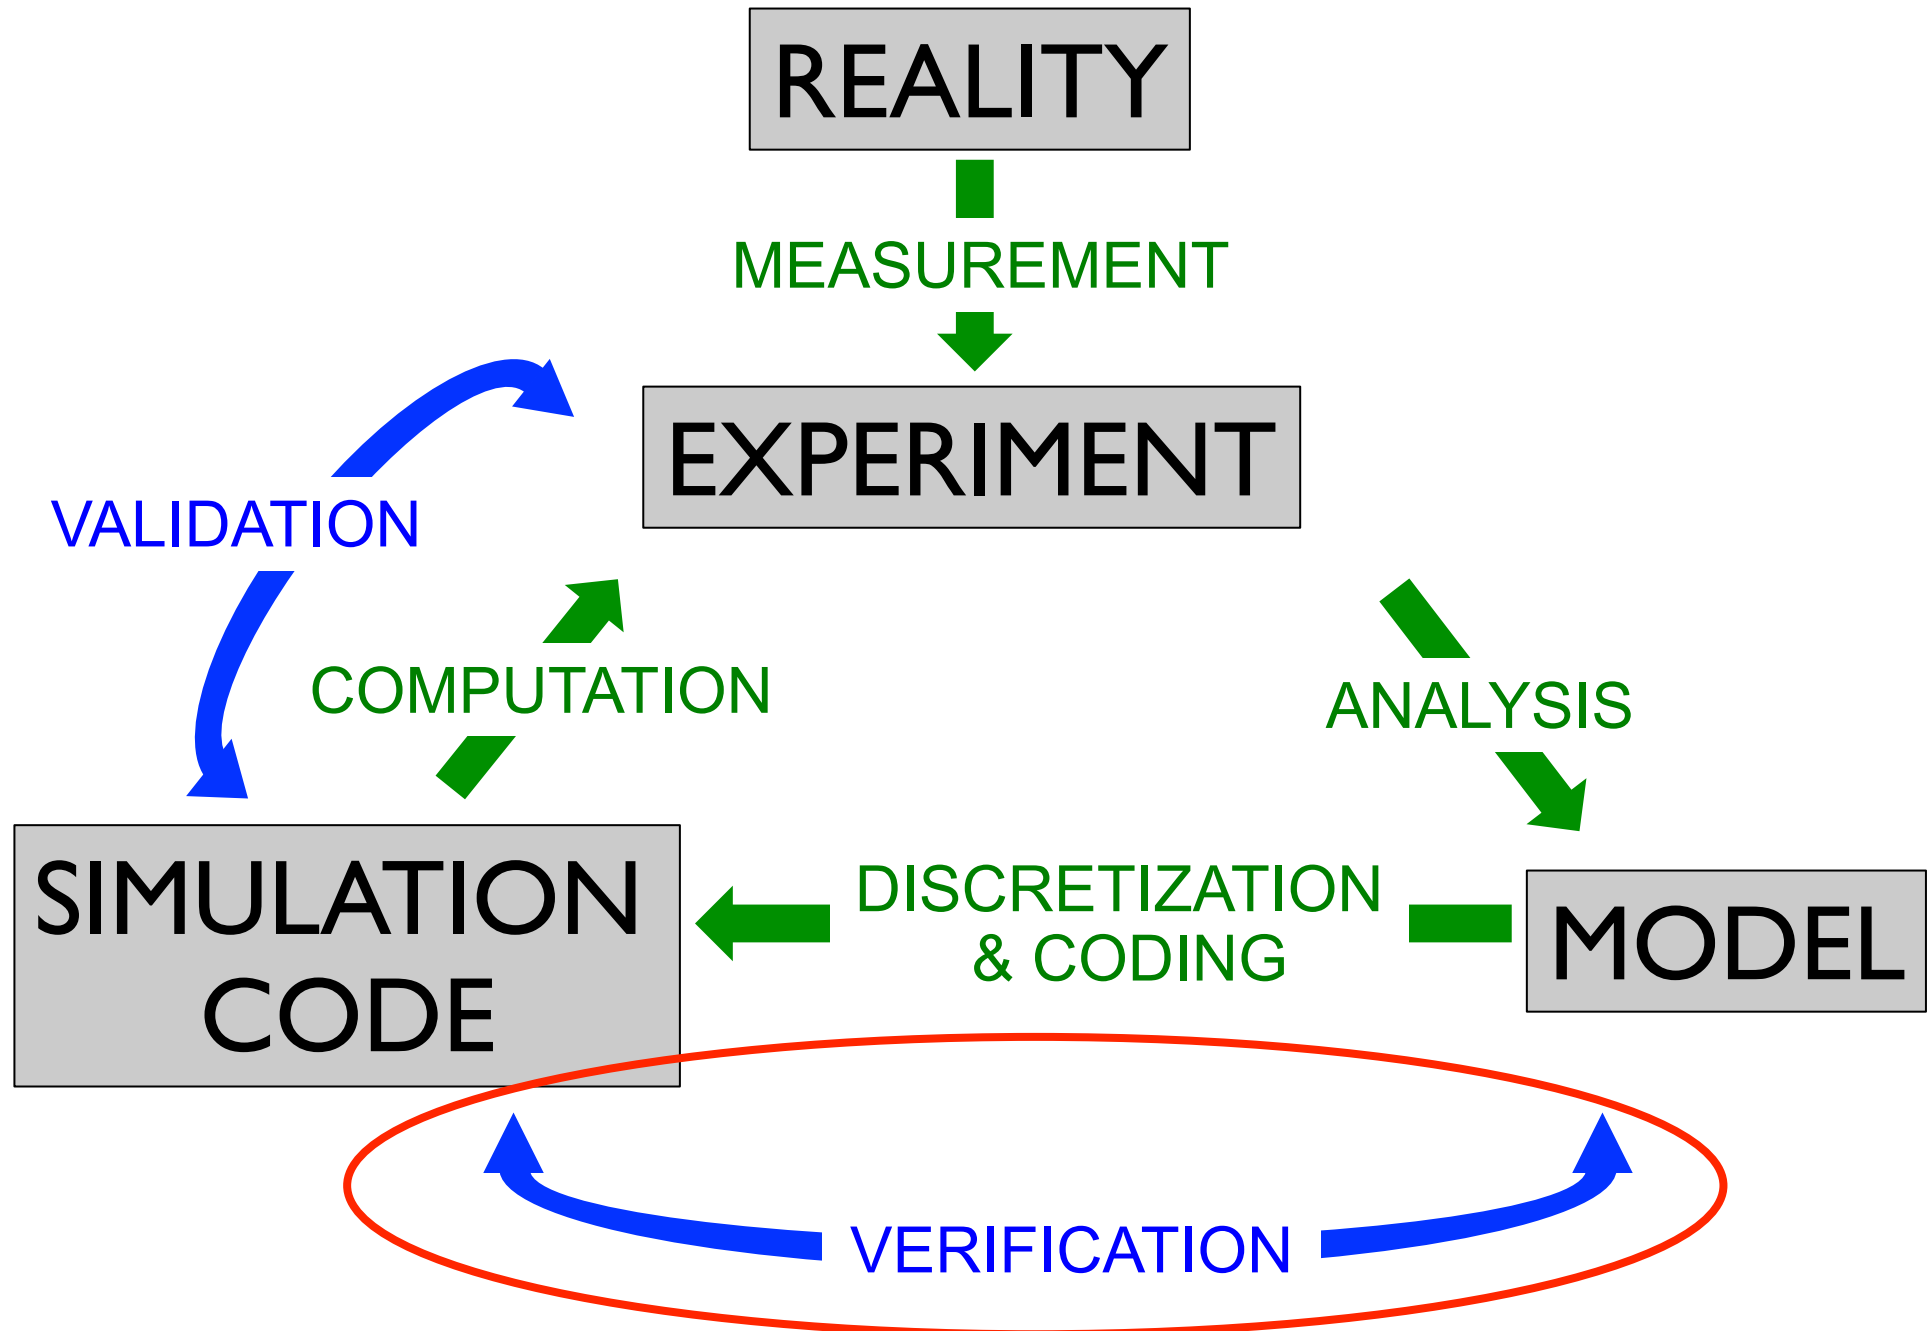 REALITY
MEASUREMENT
EXPERIMENT
VALIDATION
COMPUTATION
ANALYSIS
SIMULATION
CODE
DISCRETIZATION
& CODING
MODEL
VERIFICATION